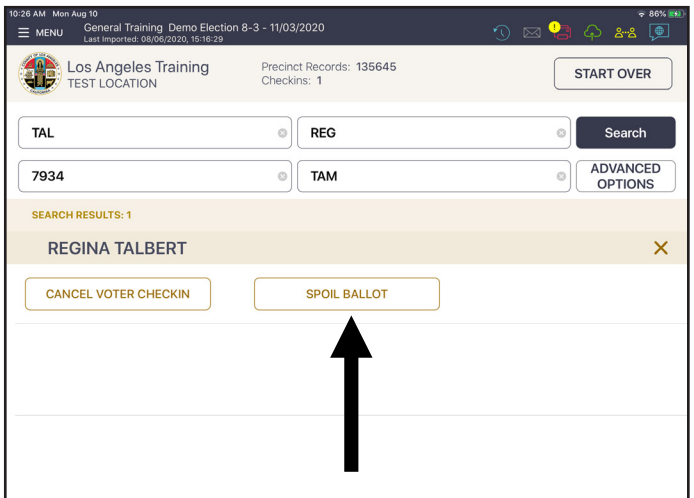 10:26 AM Mon Aug 10
86%
MENU
General Training Demo Election 8-3 - 11/03/2020
Last Imported: 08/06/2020, 15:16:29
Los Angeles Training
TEST LOCATION
Precinct Records: 135645
Checkins: 1
START OVER
TAL
REG
Search
7934
TAM
ADVANCED
OPTIONS
SEARCH RESULTS: 1
REGINA TALBERT
CANCEL VOTER CHECKIN
SPOIL BALLOT